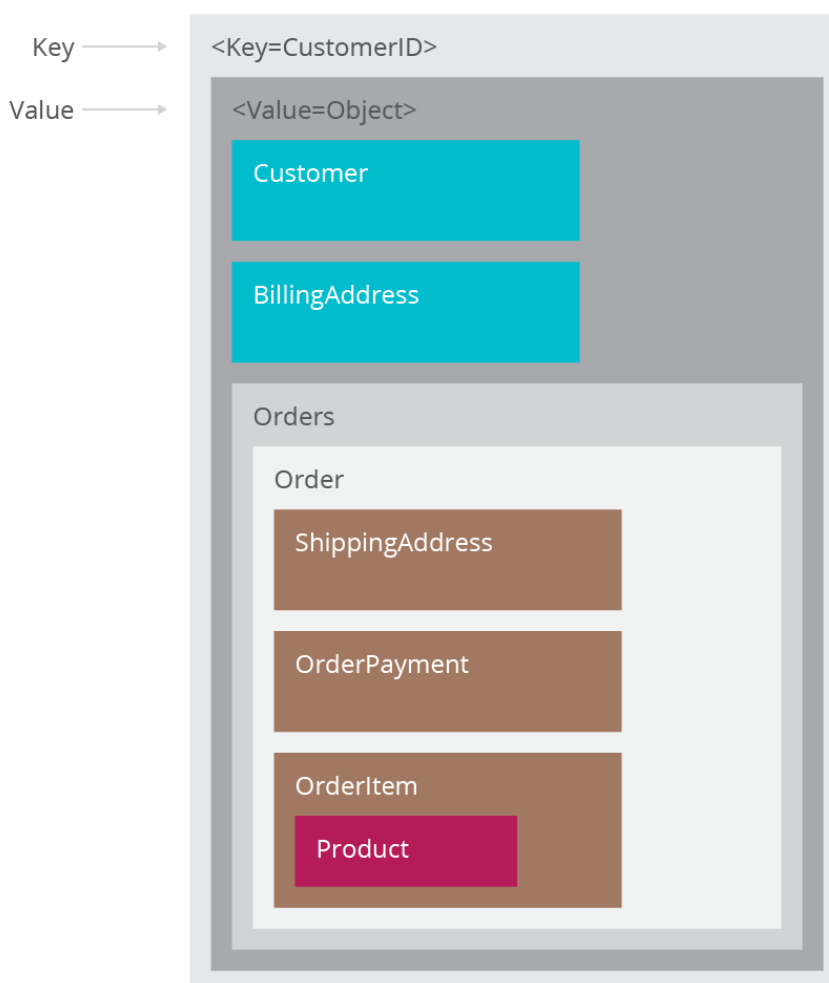 Key
<Key=CustomerID>
Value
<Value=Object>
Customer
BillingAddress
Orders
Order
ShippingAddress
OrderPayment
OrderItem
Product